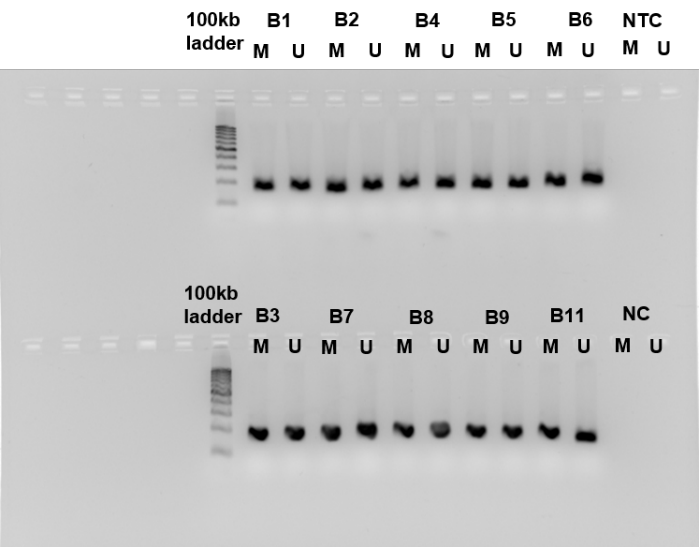 100kb ladder B1 B2 B4 B5 B6 NTC
M U M U M U M U M U M U
100kb ladder B3 B7 B8 B9 B11 NC
M U M U M U M U M U M U